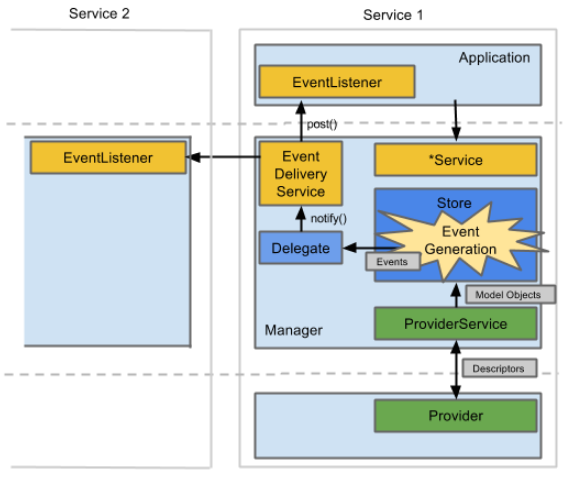 Service 2
Service 1
Application
EventListener
post()
EventListener
Event
Delivery
Service
*Service
Store
Event
Generation
notify()
Delegate
Events
Model Objects
Manager
ProviderService
Descriptors
Provider